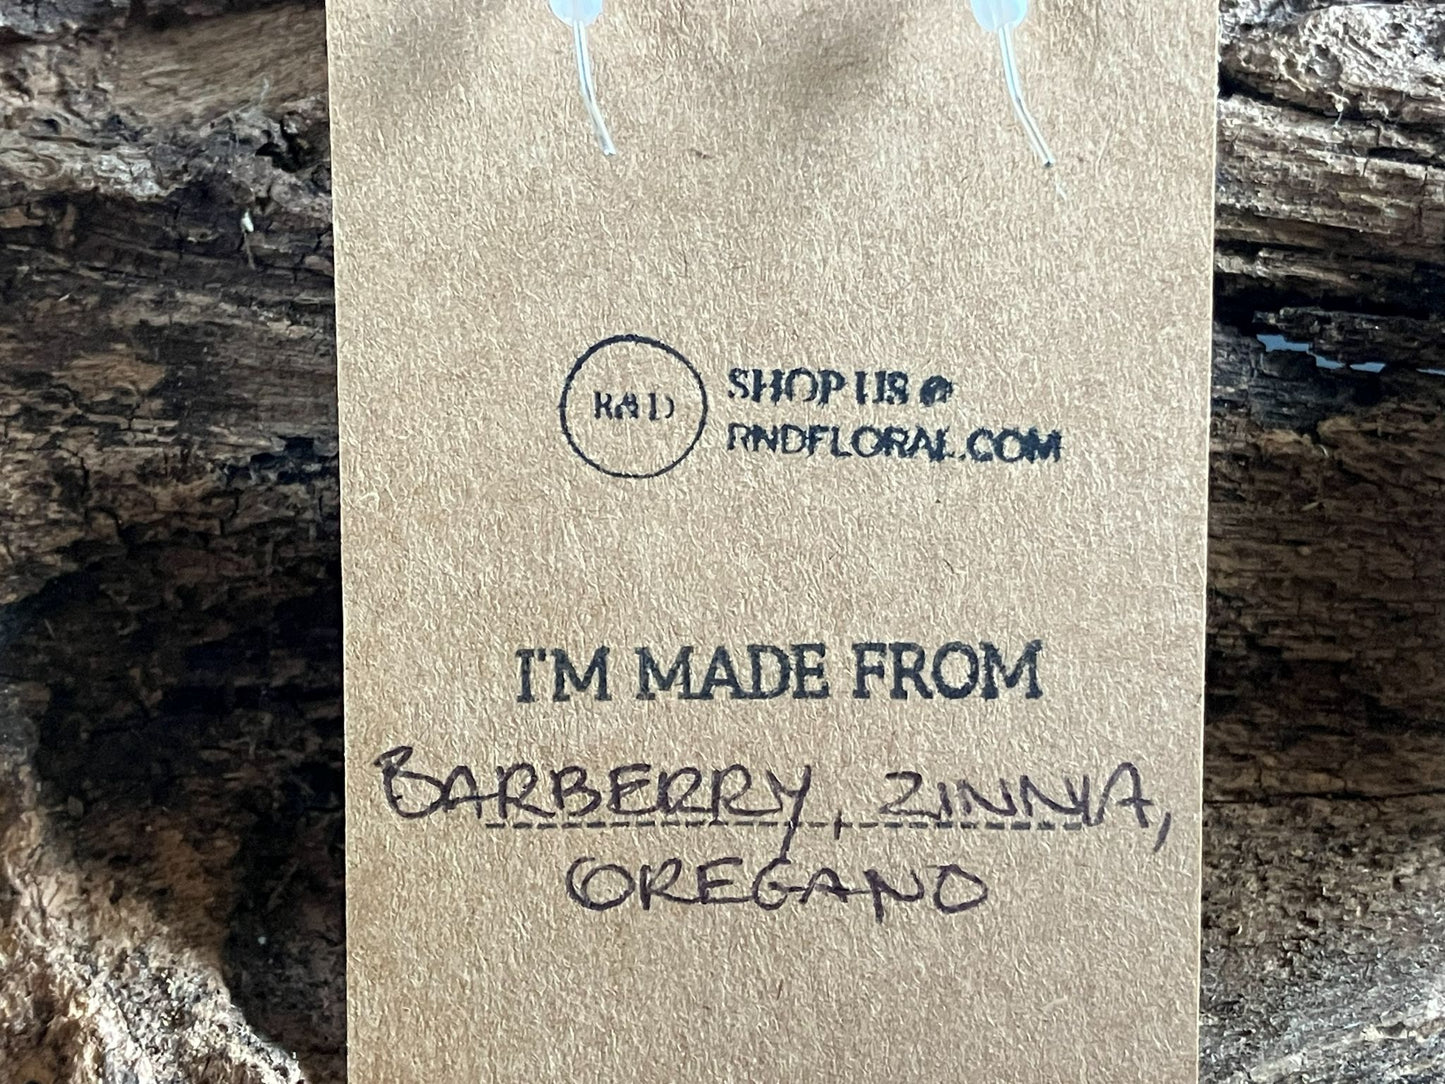 R&D
SHOP US @
RNDFLORAL.COM
I'M MADE FROM
BARBERRY, ZINNIA,
OREGANO